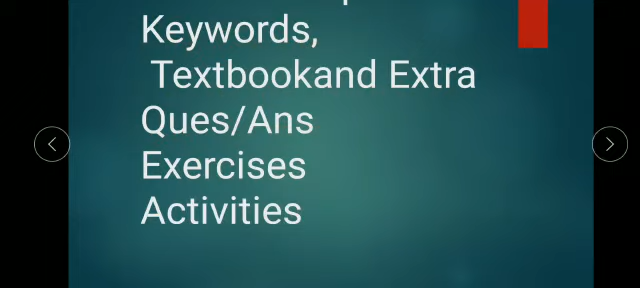 Keywords,
Textbookand Extra
Ques/Ans
Exercises
Activities